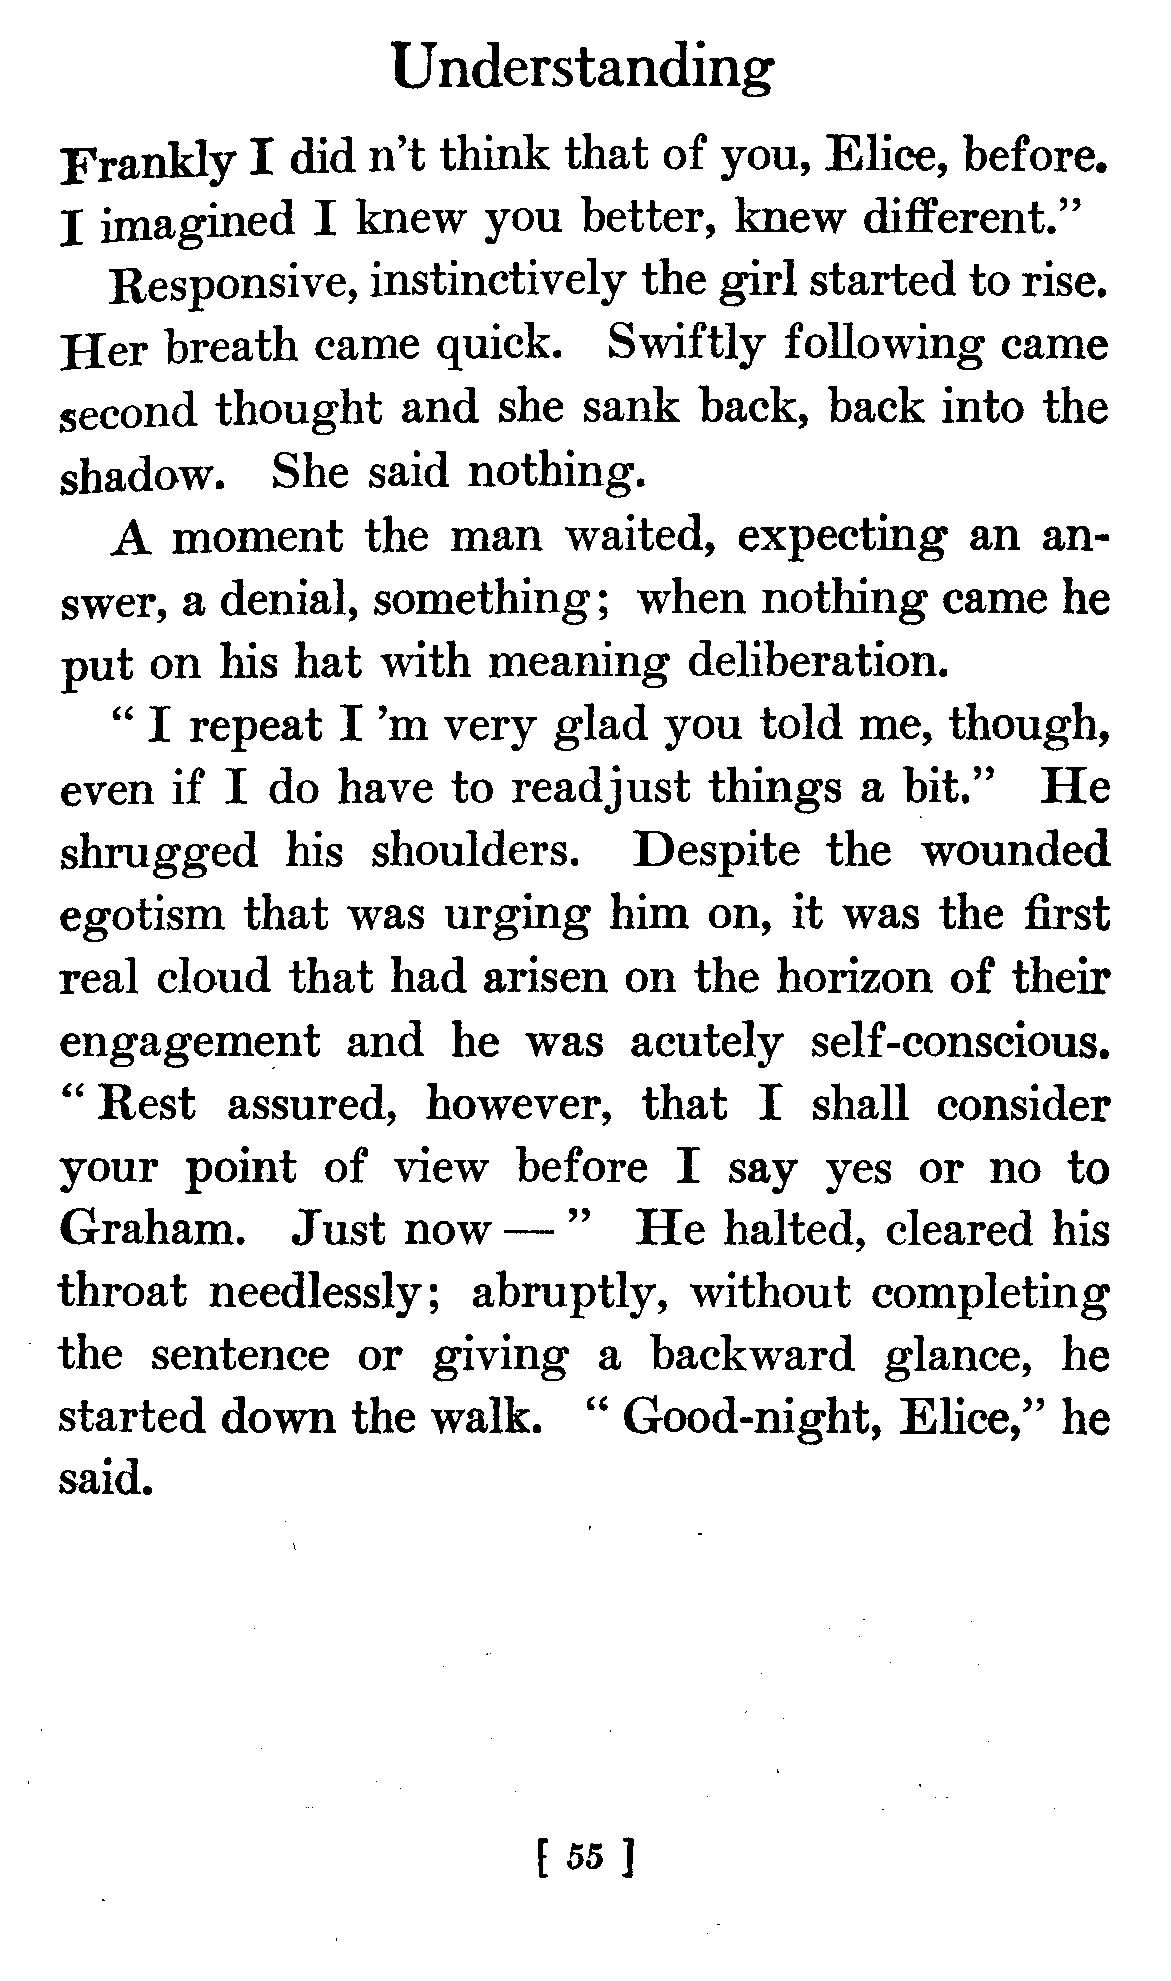 Understanding
Frankly I did n't think that of you, Elice, before.
I imagined I knew you better, knew different."
Responsive, instinctively the girl started to rise.
Her breath came quick. Swiftly following came
second thought and she sank back, back into the
shadow. She said nothing.
A moment the man waited, expecting an an-
swer, a denial, something; when nothing came he
put on his hat with meaning deliberation.
" I repeat I 'm very glad you told me, though,
even if I do have to readjust things a bit." He
shrugged his shoulders. Despite the wounded
egotism that was urging him on, it was the first
real cloud that had arisen on the horizon of their
engagement and he was acutely self-conscious.
" Rest assured, however, that I shall consider
your point of view before I say yes or no to
Graham. Just now — " He halted, cleared his
throat needlessly; abruptly, without completing
the sentence or giving a backward glance, he
started down the walk. " Good-night, Elice," he
said.
[ 55 ]